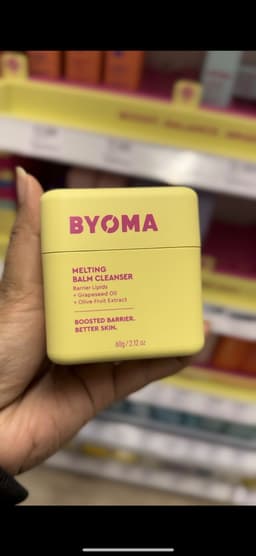 BYOMA
MELTING
BALM CLEANSER
Barrier Lipids
+ Grapeseed Oil
+ Olive Fruit Extract
BOOSTED BARRIER.
BETTER SKIN.
60g / 2.12 oz